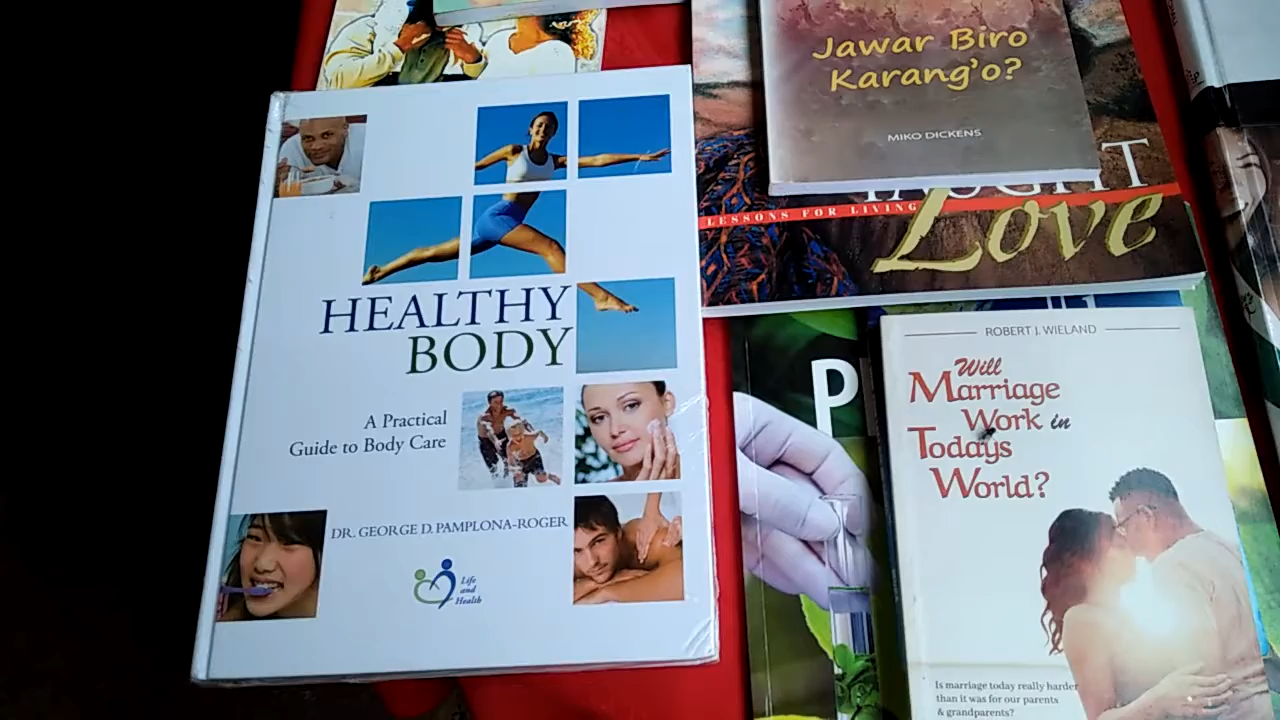 HEALTHY
BODY
A Practical
Guide to Body Care
DR. GEORGE D. PAMPLONA-ROGER
Life
and
Health
Jawar Biro
Karang'o?
MIKO DICKENS
LESSONS FOR LIVING
Love
P
ROBERT J. WIELAND
Will
Marriage
Work in
Todays
World?
Is marriage today really harder
than it was for our parents
& grandparents?